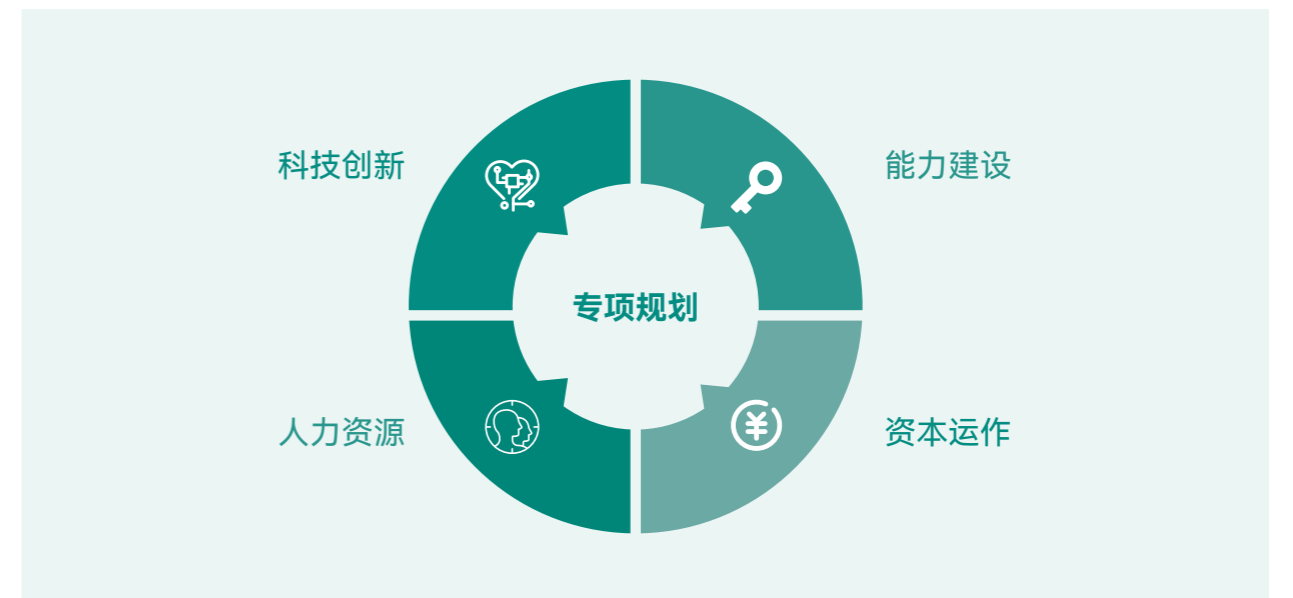 科技创新
能力建设
专项规划
人力资源
资本运作